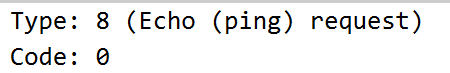 Type: 8 (Echo (ping) request)
Code: 0